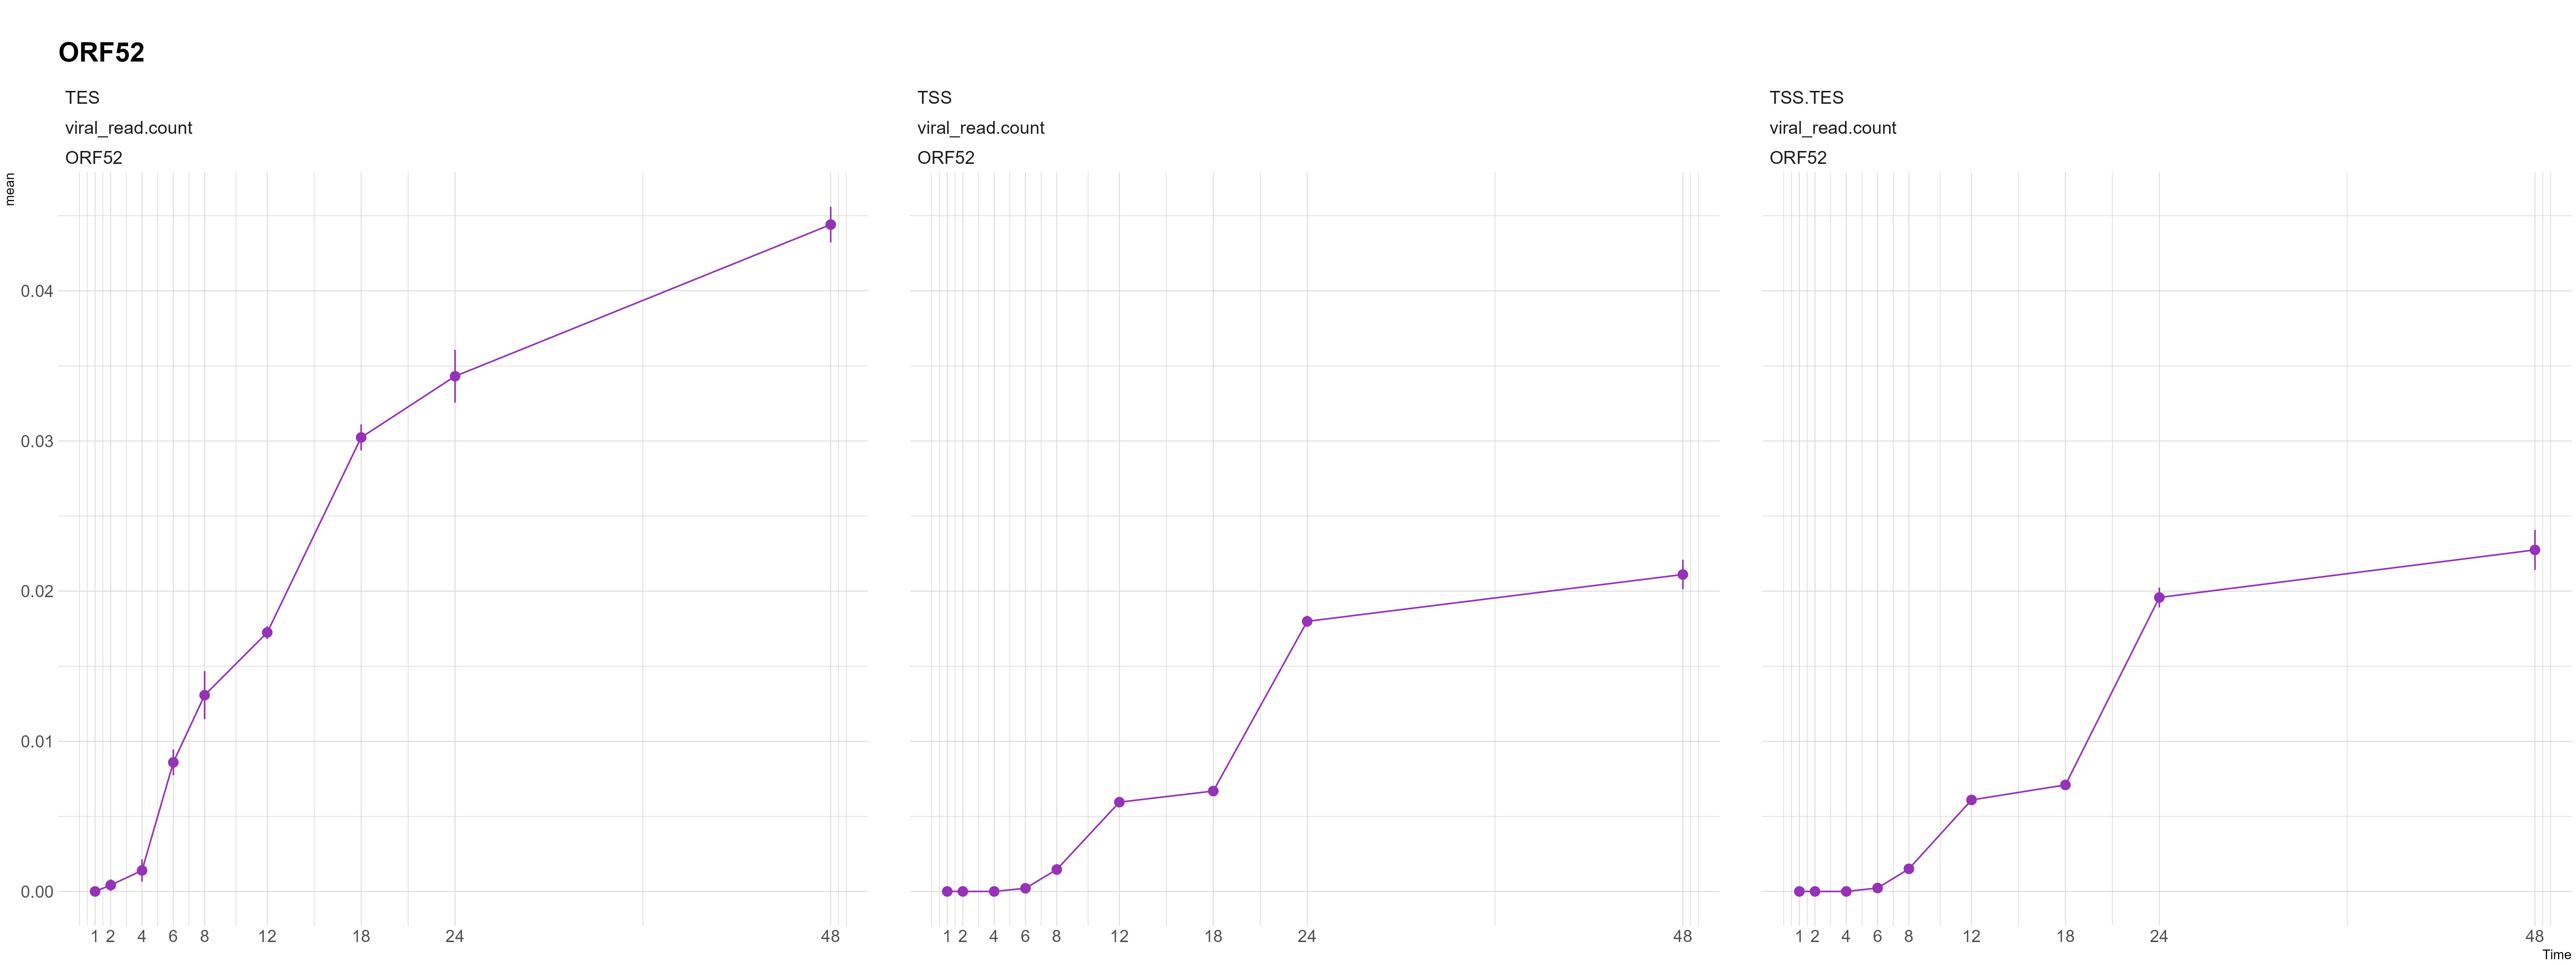 ORF52
TES
viral_read.count
ORF52
TSS
viral_read.count
ORF52
TSS.TES
viral_read.count
ORF52
mean
0.04
0.03
0.02
0.01
0.00
1 2 4 6 8 12 18 24 48
1 2 4 6 8 12 18 24 48
1 2 4 6 8 12 18 24 48
Time